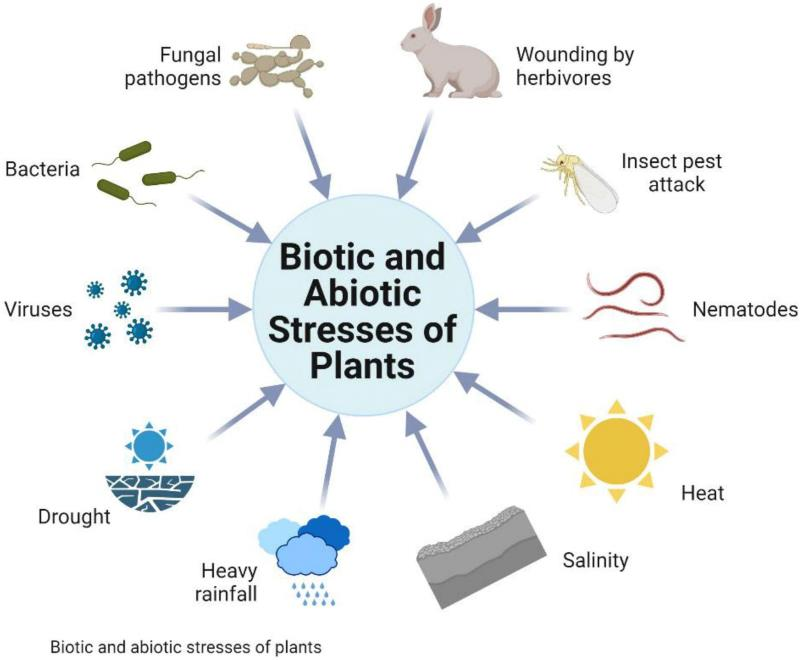 Fungal
pathogens
Wounding by
herbivores
Bacteria
Insect pest
attack
Biotic and
Abiotic
Stresses of
Plants
Viruses
Nematodes
Drought
Heat
Heavy
rainfall
Salinity
Biotic and abiotic stresses of plants